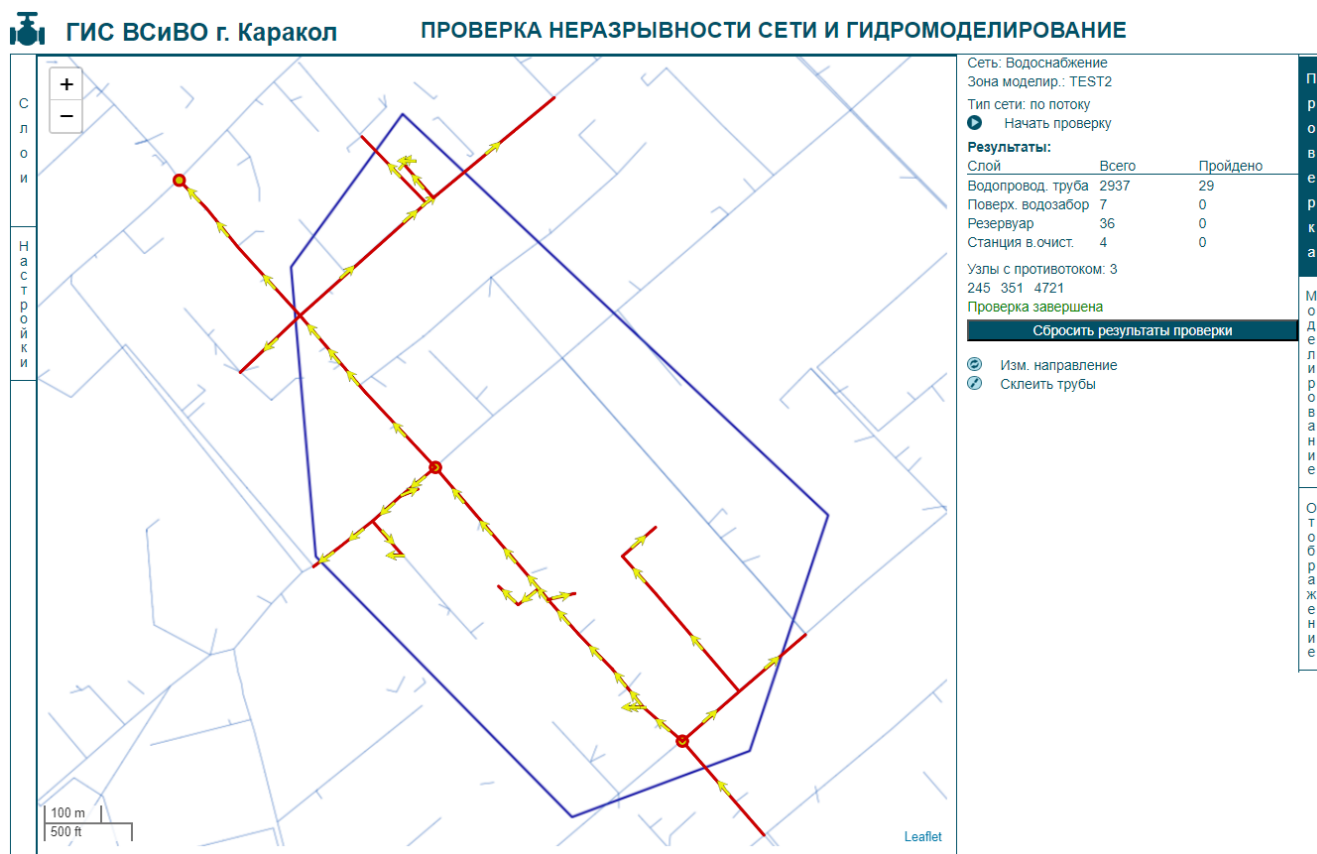 ГИС ВСиВО г. Каракол
ПРОВЕРКА НЕРАЗРЫВНОСТИ СЕТИ И ГИДРОМОДЕЛИРОВАНИЕ
Слои
Настройки
+
−
100 m
500 ft
Leaflet
Сеть: Водоснабжение
Зона моделир.: TEST2
Тип сети: по потоку
Начать проверку
Результаты:
Слой Всего Пройдено
Водопровод. труба 2937 29
Поверх. водозабор 7 0
Резервуар 36 0
Станция в.очист. 4 0
Узлы с противотоком: 3
245 351 4721
Проверка завершена
Сбросить результаты проверки
Изм. направление
Склеить трубы
Проверка
Моделирование
Отображение